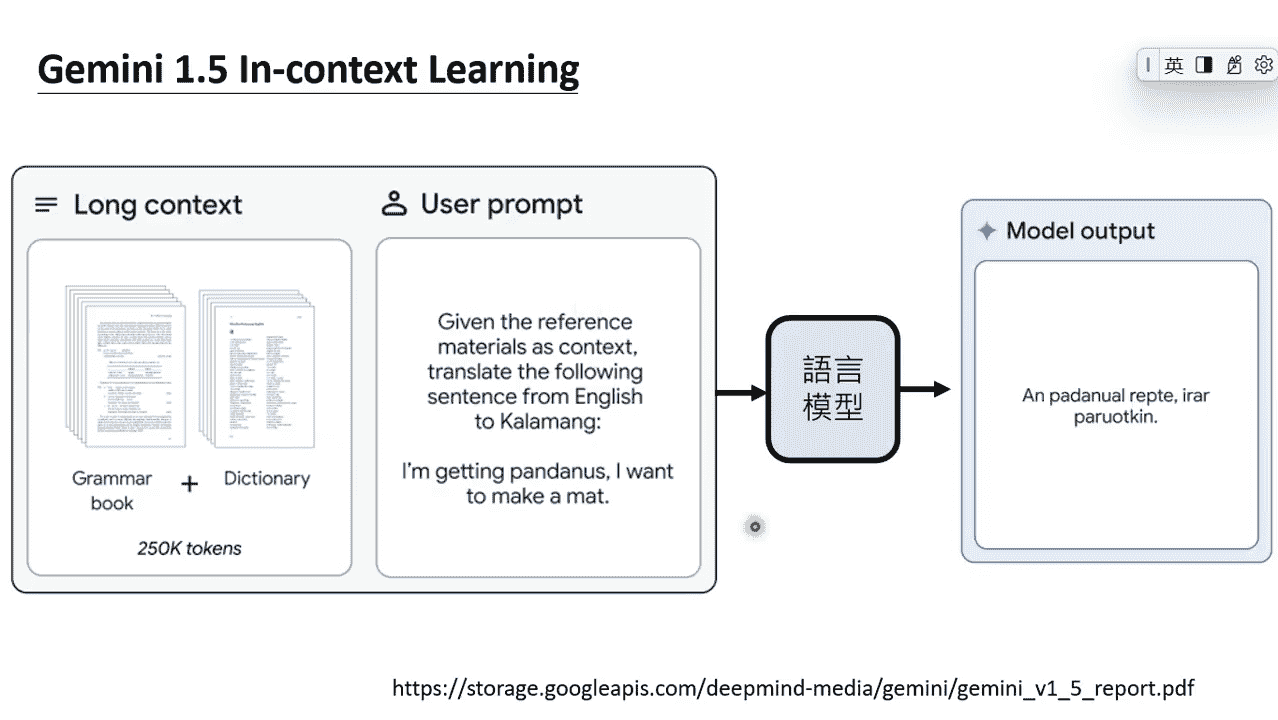 Gemini 1.5 In-context Learning
英
Long context
User prompt
Grammar
book
+
Dictionary
250K tokens
Given the reference
materials as context,
translate the following
sentence from English
to Kalamang:
I'm getting pandanus, I want
to make a mat.
語言
模型
Model output
An padanual repte, irar
paruotkin.
https://storage.googleapis.com/deepmind-media/gemini/gemini_v1_5_report.pdf